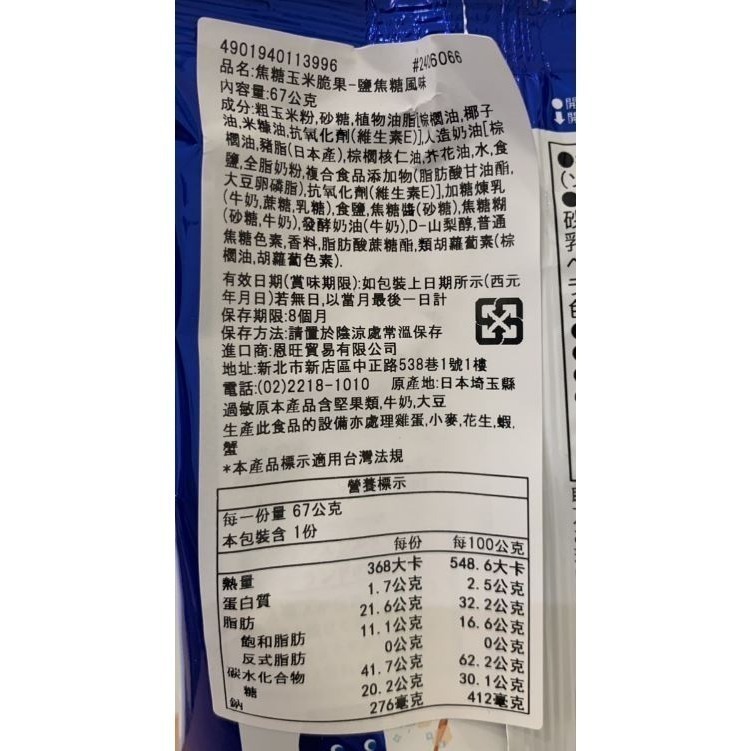 4901940113996
#2406066
品名:焦糖玉米脆果-鹽焦糖風味
內容量:67公克
成分:粗玉米粉,砂糖,植物油脂[棕櫚油,椰子
油,米糠油,抗氧化劑(維生素E)],人造奶油[棕
櫚油,豬脂(日本產),棕櫚核仁油,芥花油,水,食
鹽,全脂奶粉,複合食品添加物(脂肪酸甘油酯,
大豆卵磷脂),抗氧化劑(維生素E)],加糖煉乳
(牛奶,蔗糖,乳糖),食鹽,焦糖醬(砂糖),焦糖糊
(砂糖,牛奶),發酵奶油(牛奶),D-山梨醇,普通
焦糖色素,香料,脂肪酸蔗糖酯,類胡蘿蔔素(棕
櫚油,胡蘿蔔色素).
有效日期(賞味期限):如包裝上日期所示(西元
年月日)若無日,以當月最後一日計
保存期限:8個月
保存方法:請置於陰涼處常溫保存
進口商:恩旺貿易有限公司
地址:新北市新店區中正路538巷1號1樓
電話:(02)2218-1010 原產地:日本埼玉縣
過敏原本產品含堅果類,牛奶,大豆
生產此食品的設備亦處理雞蛋,小麥,花生,蝦,
蟹
*本產品標示適用台灣法規
營養標示
每一份量 67公克
本包裝含 1份
每份 每100公克
熱量 368大卡 548.6大卡
蛋白質 1.7公克 2.5公克
脂肪 21.6公克 32.2公克
飽和脂肪 11.1公克 16.6公克
反式脂肪 0公克 0公克
碳水化合物 41.7公克 62.2公克
糖 20.2公克 30.1公克
鈉 276毫克 412毫克